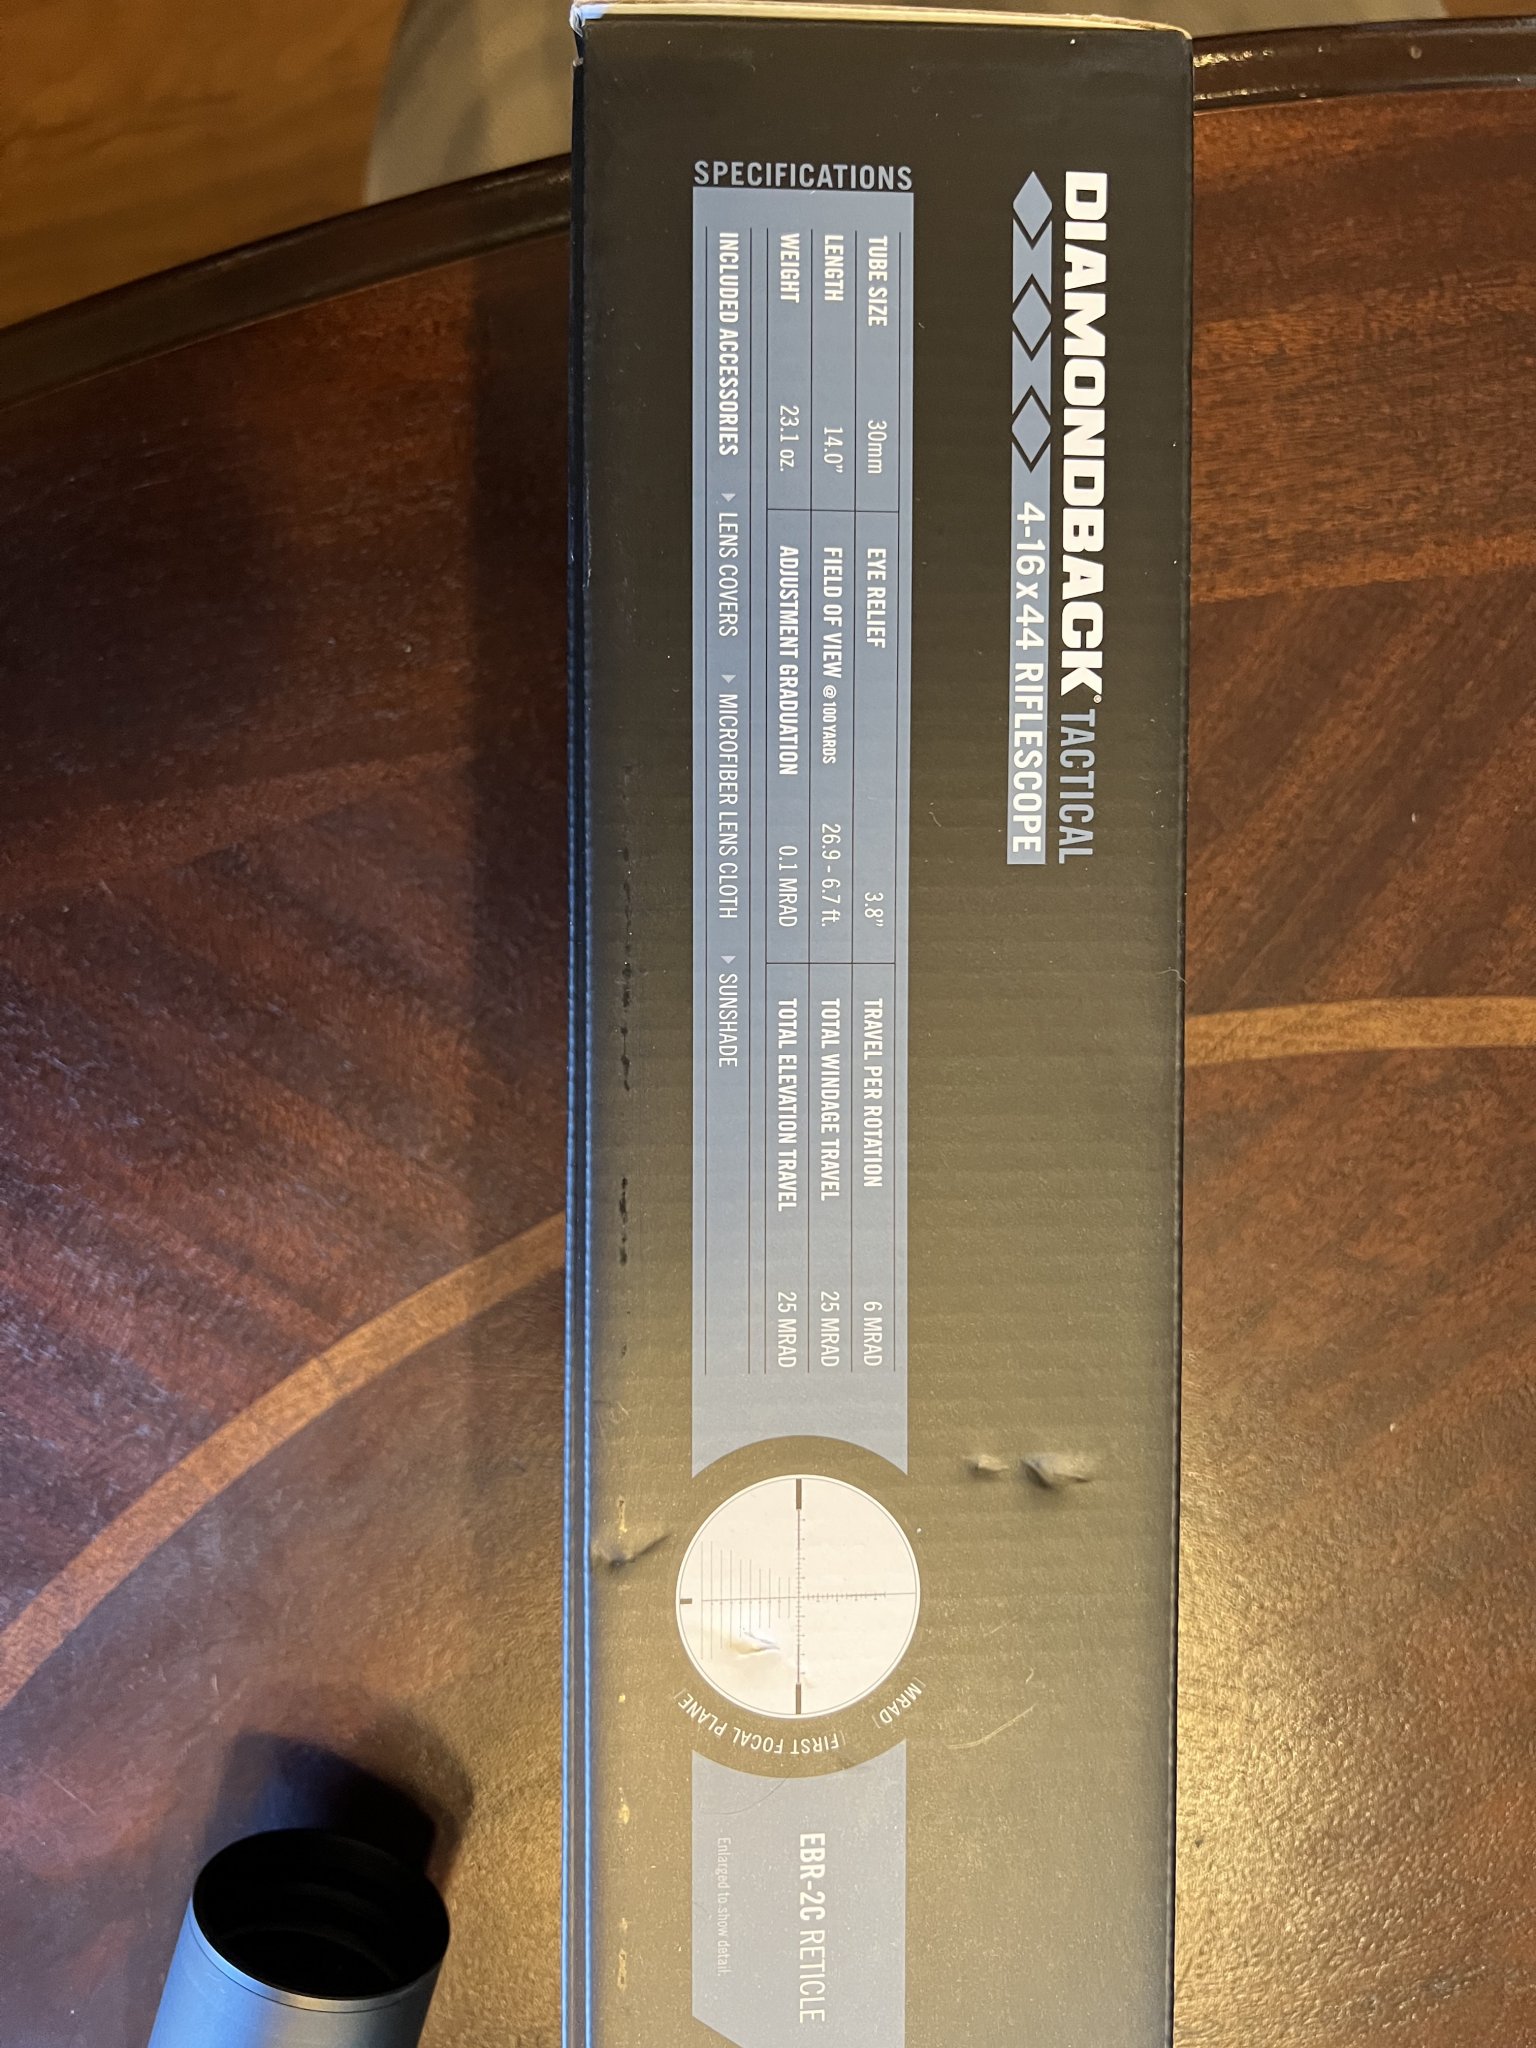 DIAMONDBACK® TACTICAL
4-16 x 44 RIFLESCOPE
SPECIFICATIONS
TUBE SIZE 30mm EYE RELIEF 3.8" TRAVEL PER ROTATION 6 MRAD
LENGTH 14.0" FIELD OF VIEW @ 100 YARDS 26.9 - 6.7 ft. TOTAL WINDAGE TRAVEL 25 MRAD
WEIGHT 23.1 oz. ADJUSTMENT GRADUATION 0.1 MRAD TOTAL ELEVATION TRAVEL 25 MRAD
INCLUDED ACCESSORIES LENS COVERS MICROFIBER LENS CLOTH SUNSHADE
|MRAD| |FIRST FOCAL PLANE|
EBR-2C RETICLE
Enlarged to show detail.